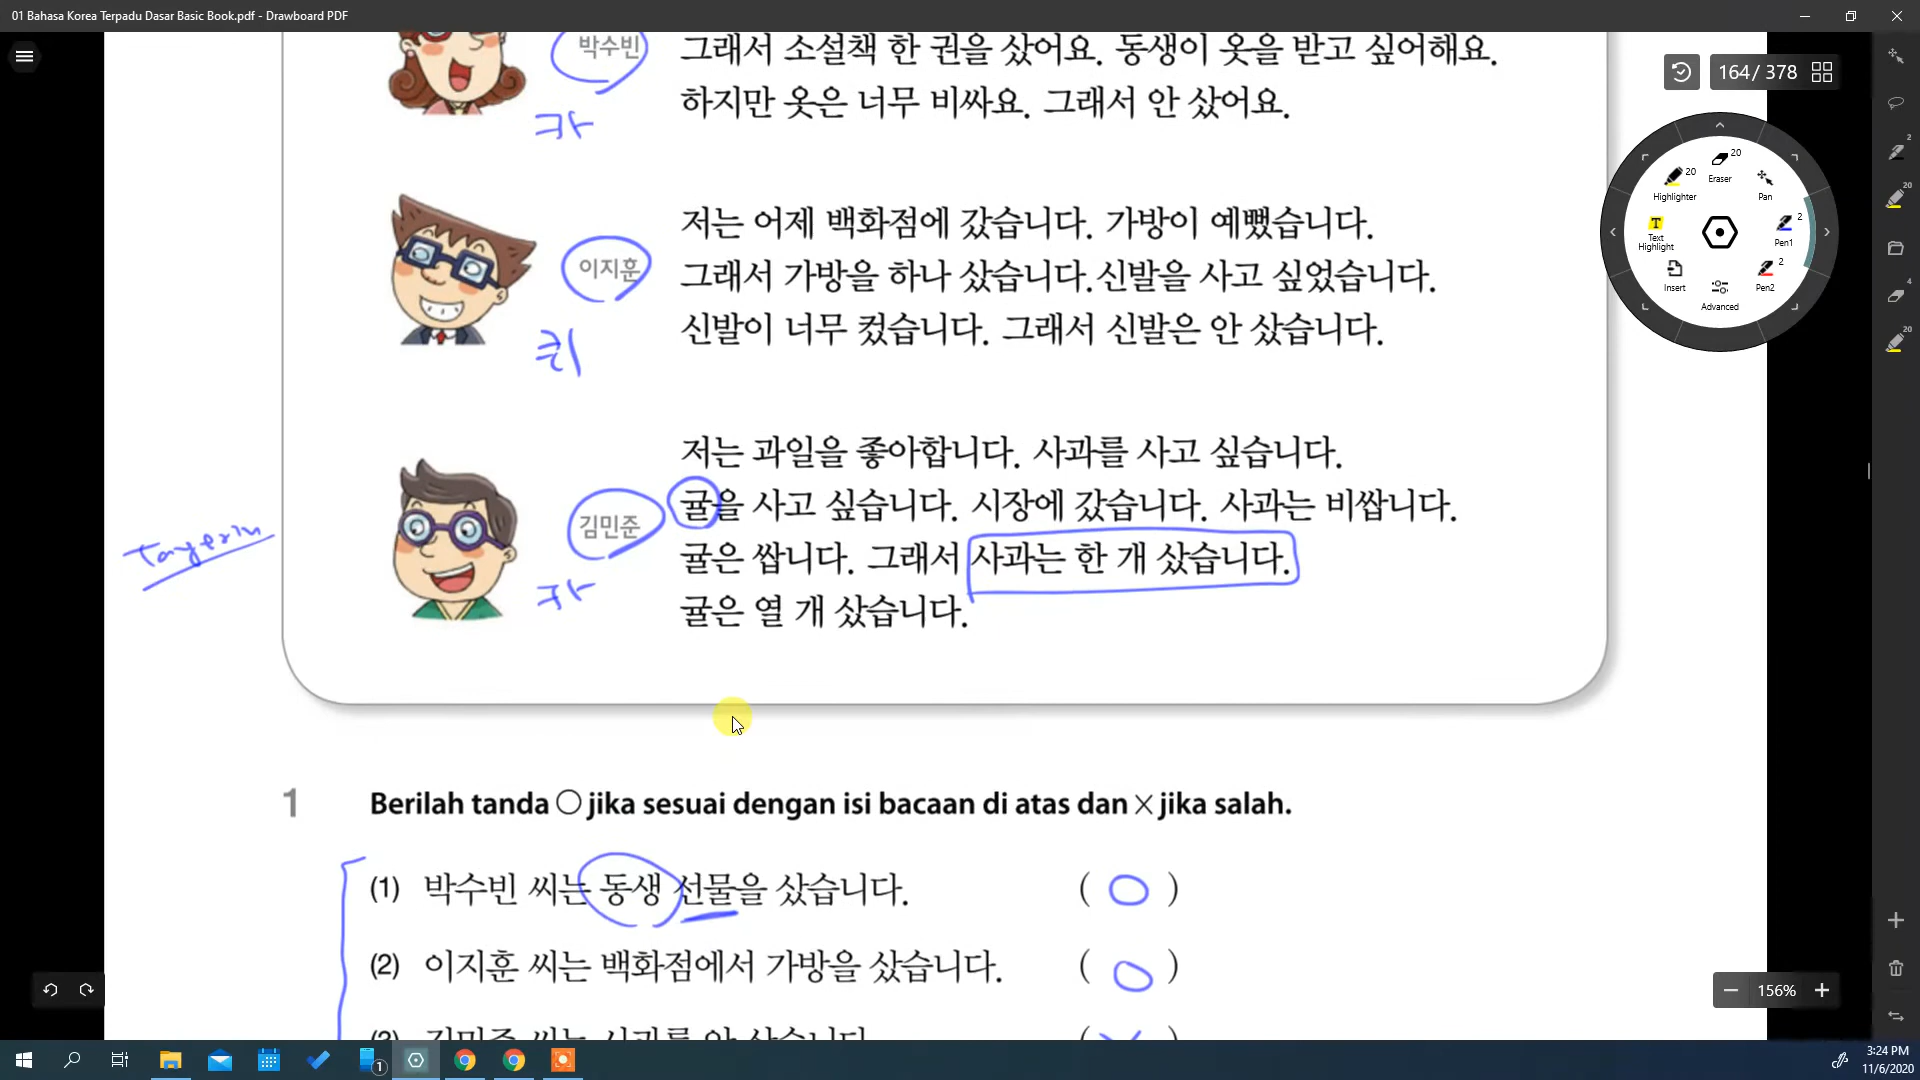 01 Bahasa Korea Terpadu Dasar Basic Book.pdf - Drawboard PDF
164 / 378
박수빈
그래서 소설책 한 권을 샀어요. 동생이 옷을 받고 싶어해요.
하지만 옷은 너무 비싸요. 그래서 안 샀어요.
이지훈
저는 어제 백화점에 갔습니다. 가방이 예뻤습니다.
그래서 가방을 하나 샀습니다. 신발을 사고 싶었습니다.
신발이 너무 컸습니다. 그래서 신발은 안 샀습니다.
김민준
저는 과일을 좋아합니다. 사과를 사고 싶습니다.
귤을 사고 싶습니다. 시장에 갔습니다. 사과는 비쌉니다.
귤은 쌉니다. 그래서 사과는 한 개 샀습니다.
귤은 열 개 샀습니다.
1 Berilah tanda ○ jika sesuai dengan isi bacaan di atas dan × jika salah.
(1) 박수빈 씨는 동생 선물을 샀습니다. ( O )
(2) 이지훈 씨는 백화점에서 가방을 샀습니다. ( O )
20
Eraser
20
Highlighter
Pan
T
Text
Highlight
2
Pen1
Insert
2
Pen2
Advanced
2
20
4
20
156%
1
3:24 PM
11/6/2020